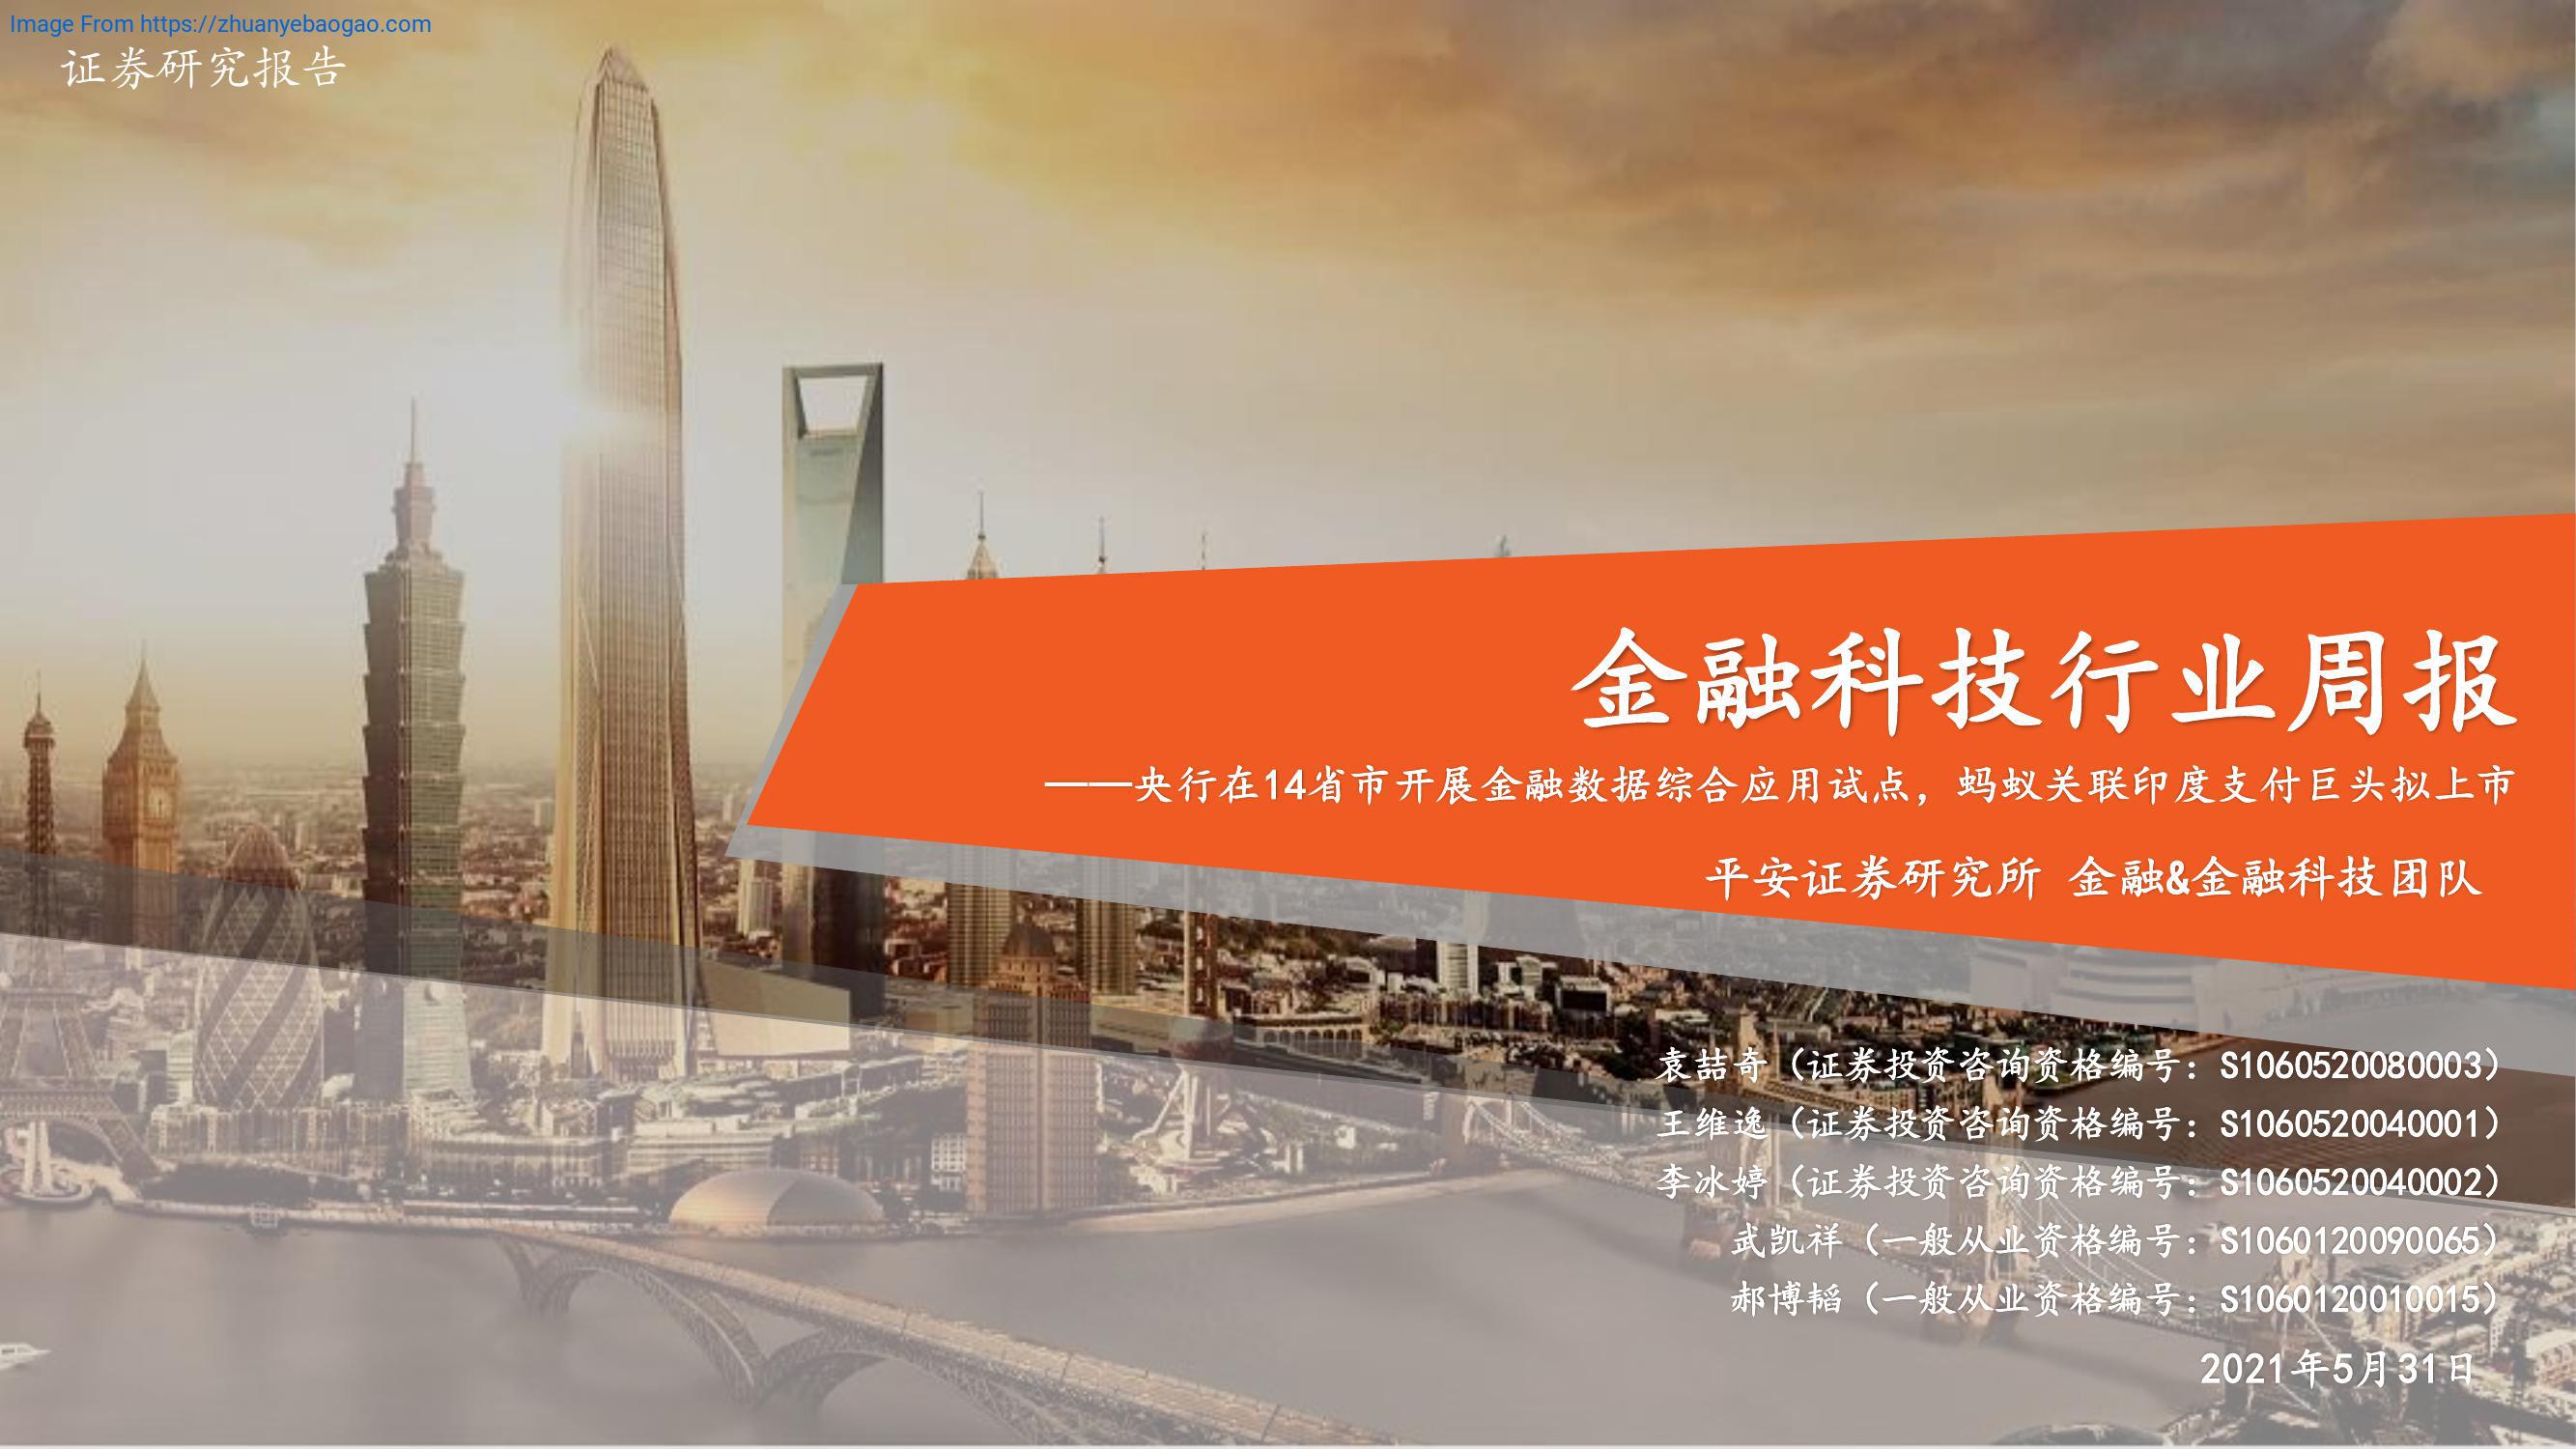 Image From https://zhuanyebaogao.com
证券研究报告
金融科技行业周报
——央行在14省市开展金融数据综合应用试点，蚂蚁关联印度支付巨头拟上市
平安证券研究所 金融&金融科技团队
袁喆奇（证券投资咨询资格编号：S1060520080003）
王维逸（证券投资咨询资格编号：S1060520040001）
李冰婷（证券投资咨询资格编号：S1060520040002）
武凯祥（一般从业资格编号：S1060120090065）
郝博韬（一般从业资格编号：S1060120010015）
2021年5月31日